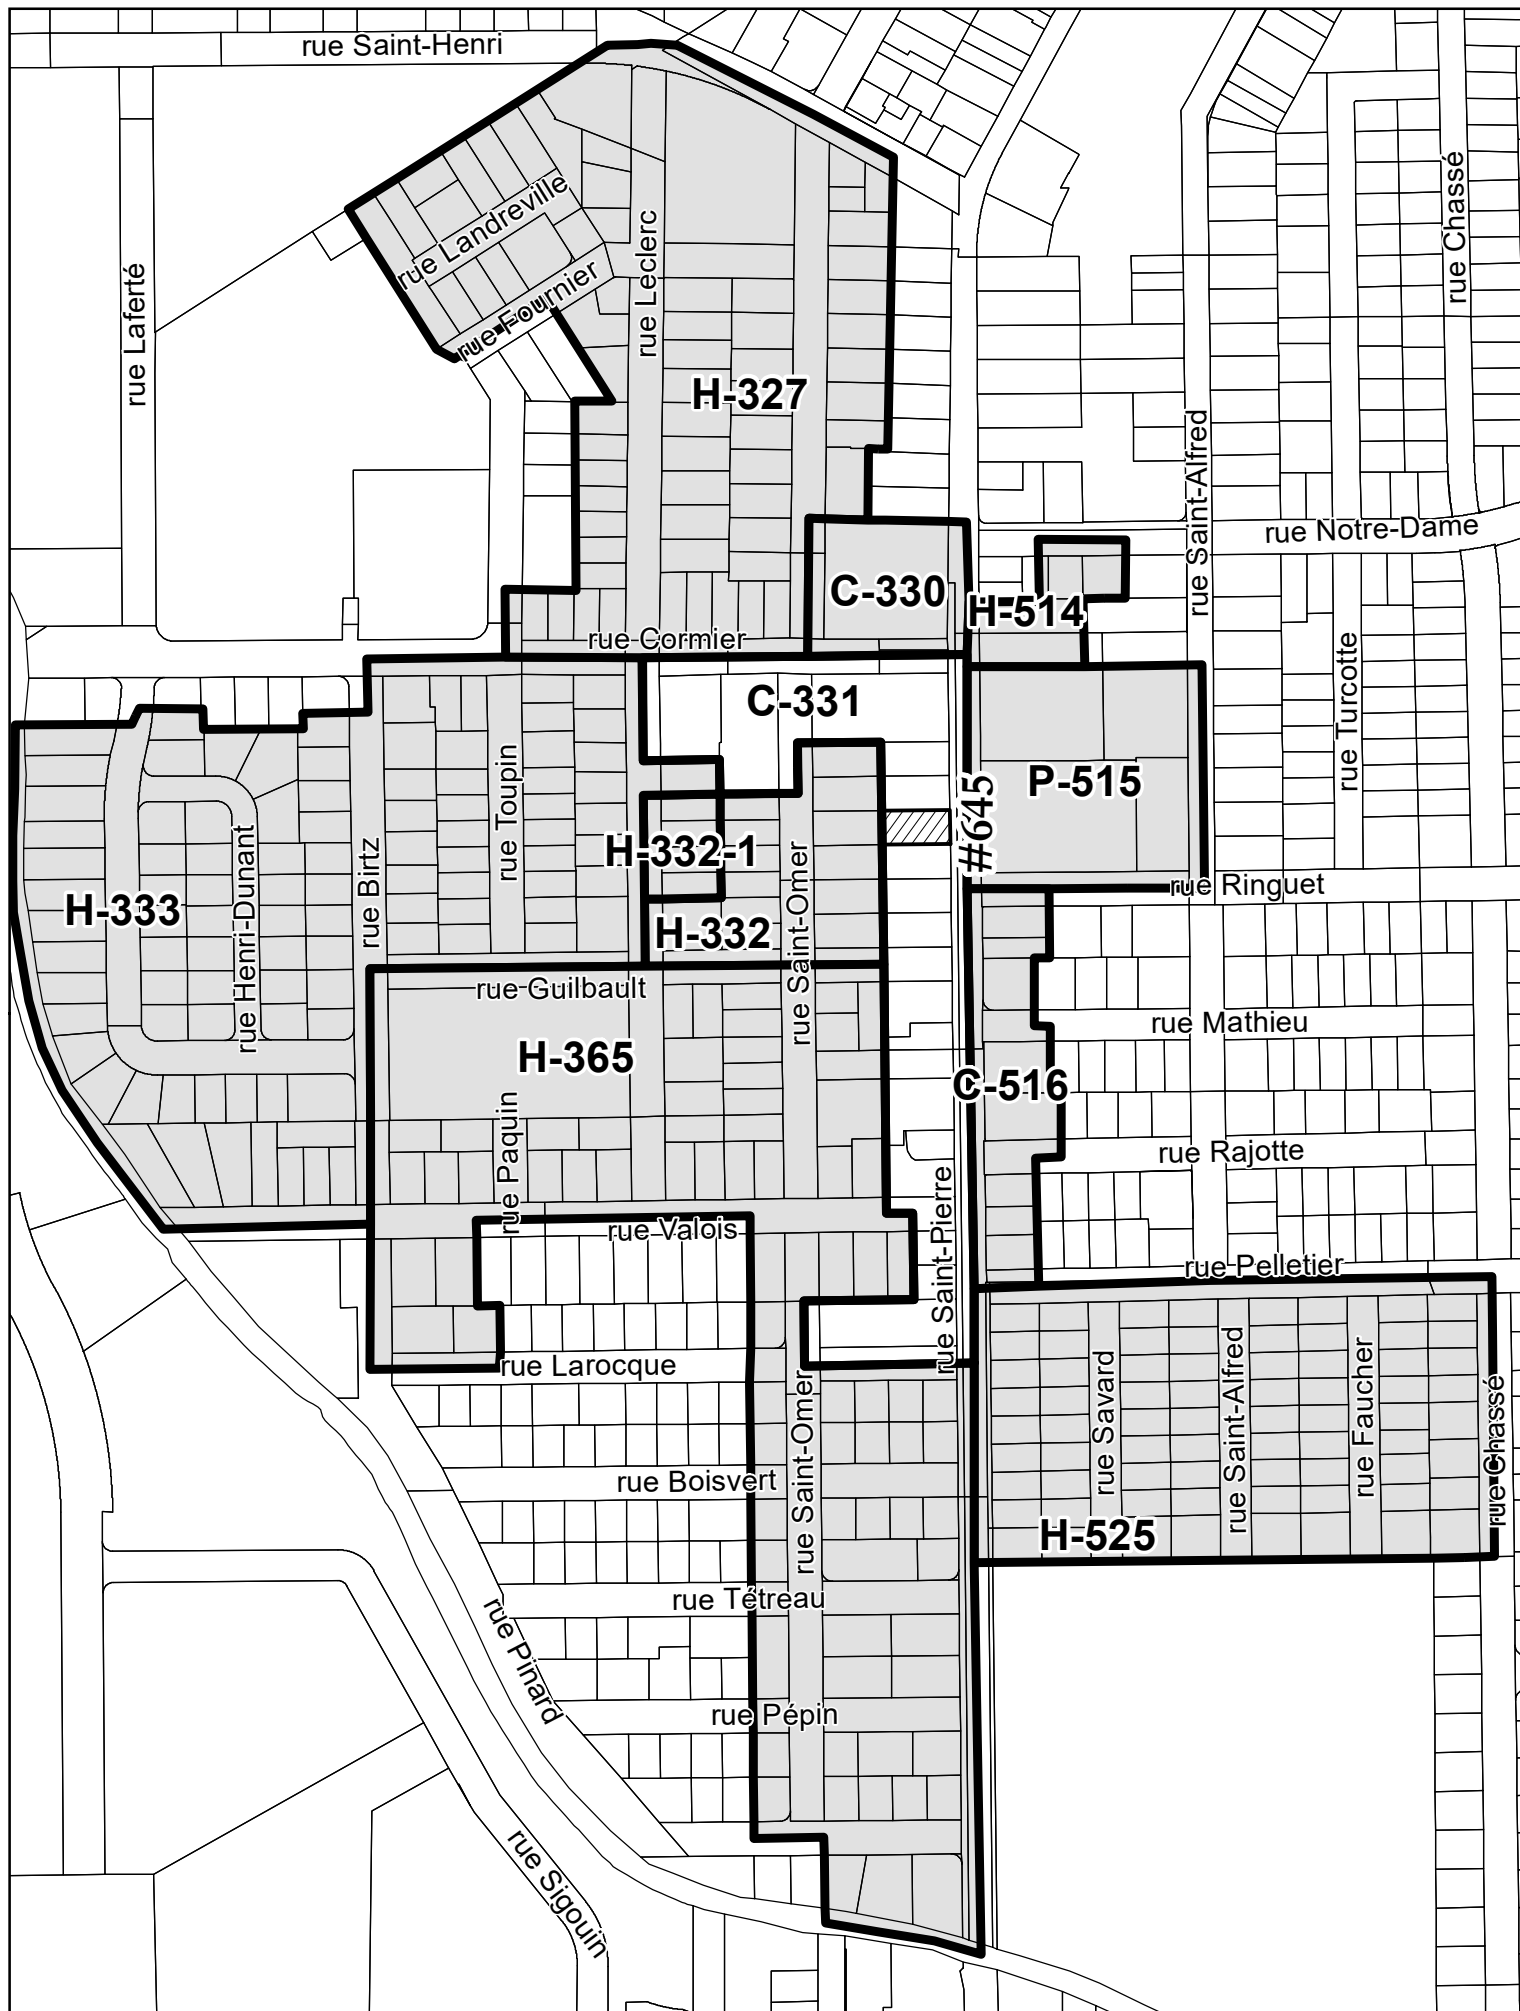 rue Saint-Henri
rue Chassé
rue Landreville
rue Leclerc
rue Laferté
rue Fournier
H-327
rue Saint-Alfred
rue Notre-Dame
C-330
H-514
rue Cormier
C-331
rue Turcotte
P-515
rue Toupin
#645
H-332-1
rue Saint-Omer
rue Birtz
rue Henri-Dunant
H-333
rue Ringuet
H-332
rue Guilbault
rue Mathieu
H-365
C-516
rue Paquin
rue Rajotte
rue Valois
rue Saint-Pierre
rue Pelletier
rue Larocque
rue Savard
rue Saint-Alfred
rue Faucher
rue Chassé
rue Saint-Omer
rue Boisvert
H-525
rue Tétreau
rue Pinard
rue Pépin
rue Sigouin